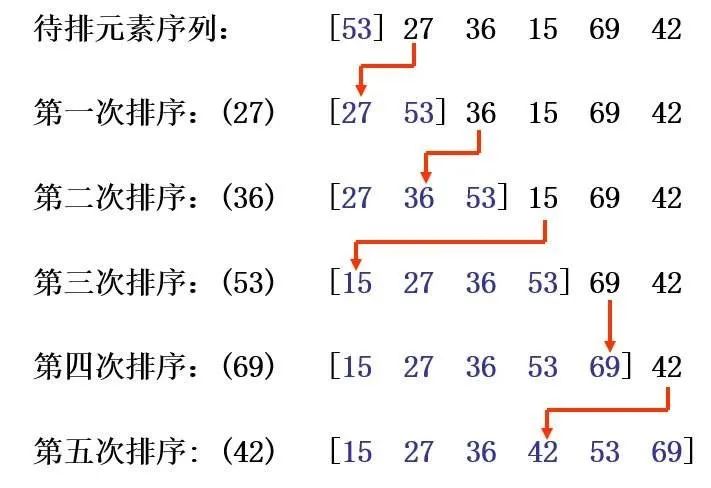 待排元素序列： [53] 27 36 15 69 42
第一次排序：(27) [27 53] 36 15 69 42
第二次排序：(36) [27 36 53] 15 69 42
第三次排序：(53) [15 27 36 53] 69 42
第四次排序：(69) [15 27 36 53 69] 42
第五次排序：(42) [15 27 36 42 53 69]